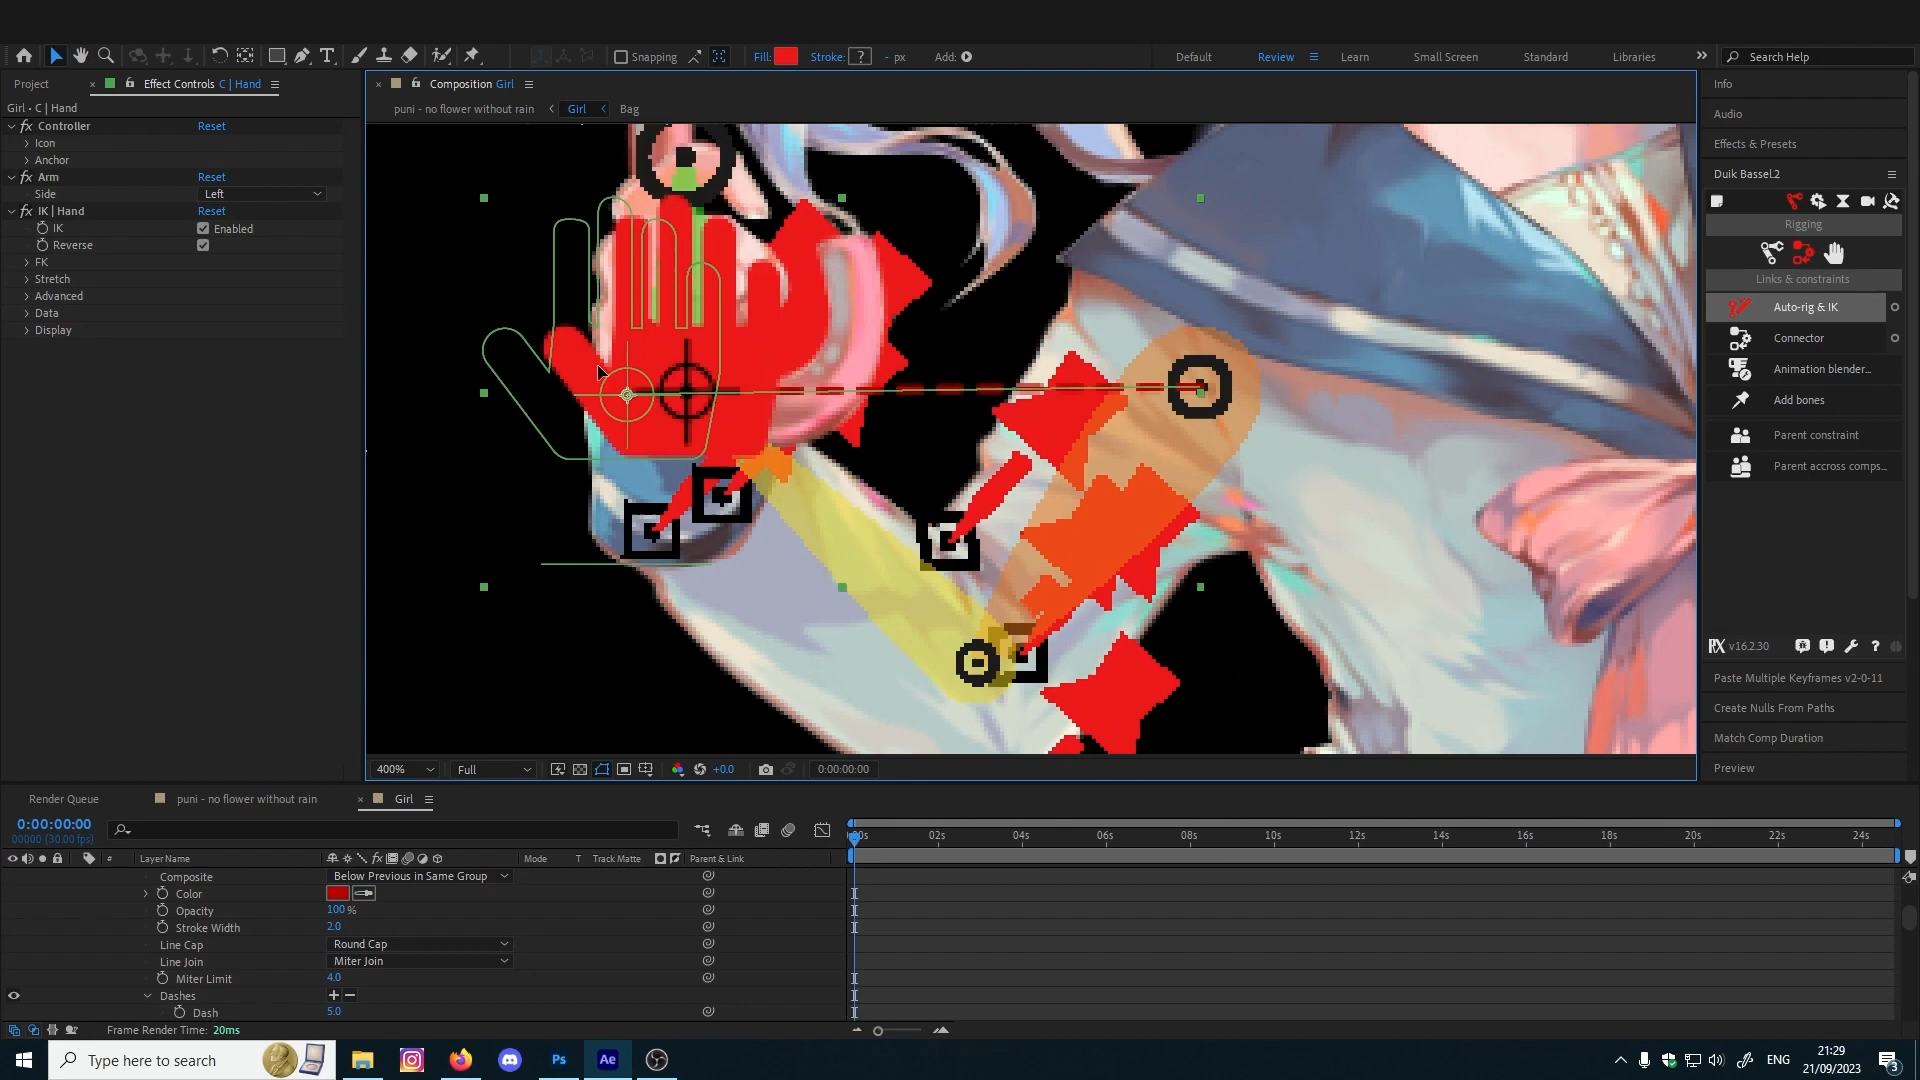 Snapping
Fill:
Stroke: ? - px
Add:
Default
Review
Learn
Small Screen
Standard
Libraries
Search Help
Project
Effect Controls C | Hand
Girl • C | Hand
fx Controller Reset
Icon
Anchor
fx Arm Reset
Side Left
fx IK | Hand Reset
IK Enabled
Reverse
FK
Stretch
Advanced
Data
Display
Composition Girl
puni - no flower without rain Girl Bag
400% Full +0.0 0:00:00:00
Info
Audio
Effects & Presets
Duik Bassel.2
Rigging
Links & constraints
Auto-rig & IK
Connector
Animation blender...
Add bones
Parent constraint
Parent accross comps...
v16.2.30
Paste Multiple Keyframes v2-0-11
Create Nulls From Paths
Match Comp Duration
Preview
Render Queue
puni - no flower without rain
Girl
0:00:00:00
00000 (30.00 fps)
# Layer Name fx Mode T Track Matte Parent & Link
00s 02s 04s 06s 08s 10s 12s 14s 16s 18s 20s 22s 24s
Composite Below Previous in Same Group
Color
Opacity 100 %
Stroke Width 2.0
Line Cap Round Cap
Line Join Miter Join
Miter Limit 4.0
Dashes + −
Dash 5.0
Frame Render Time: 20ms
Type here to search
Ps
Ae
ENG
21:29
21/09/2023
3